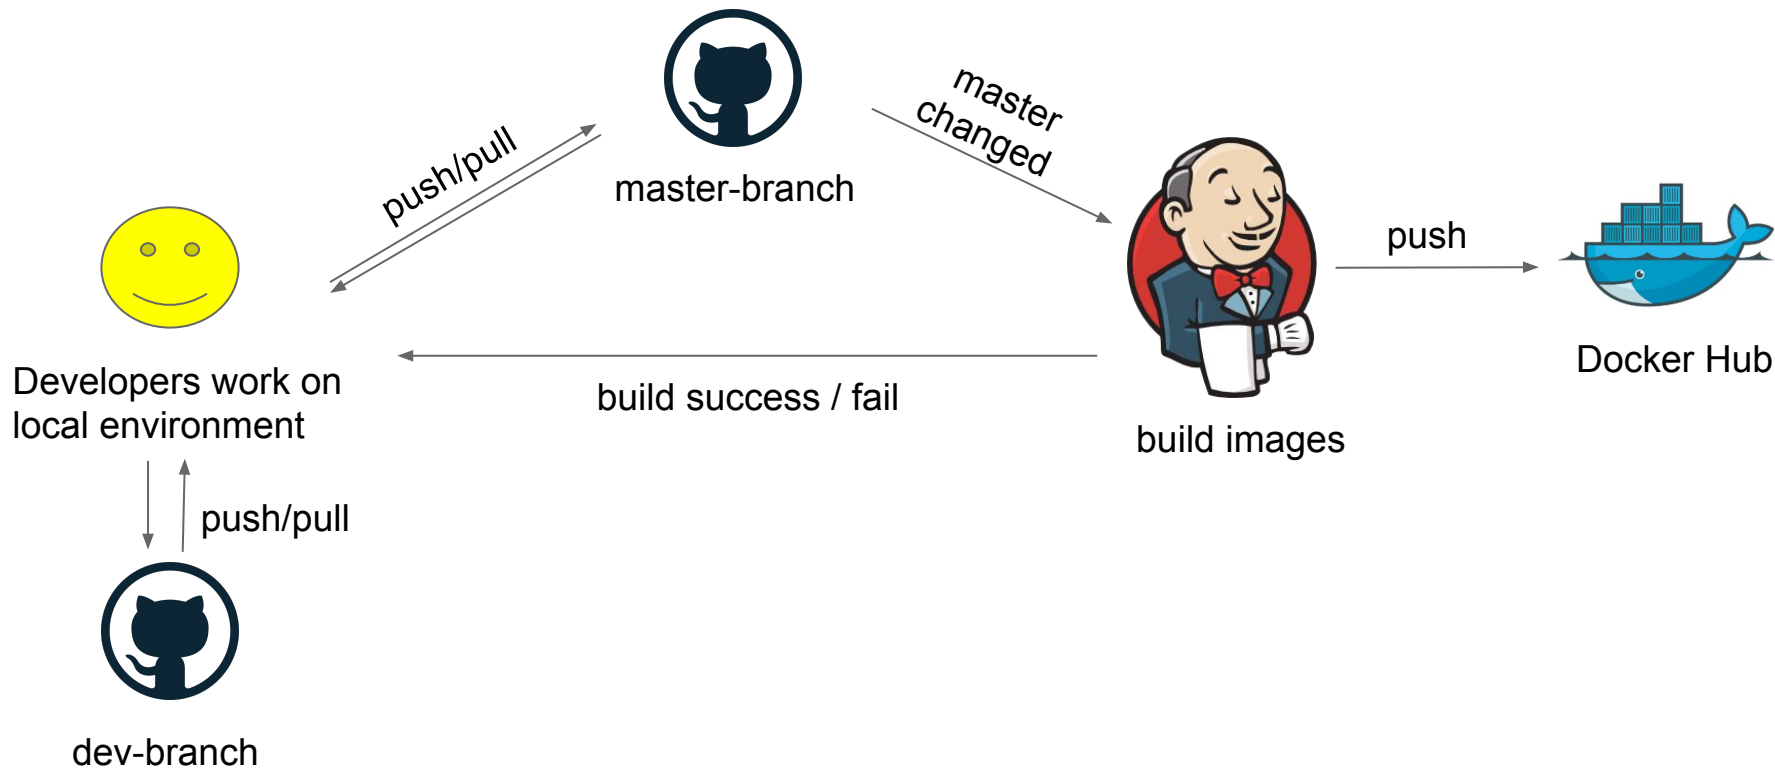 master
changed
push/pull
master-branch
push
Developers work on
local environment
build success / fail
build images
Docker Hub
push/pull
dev-branch